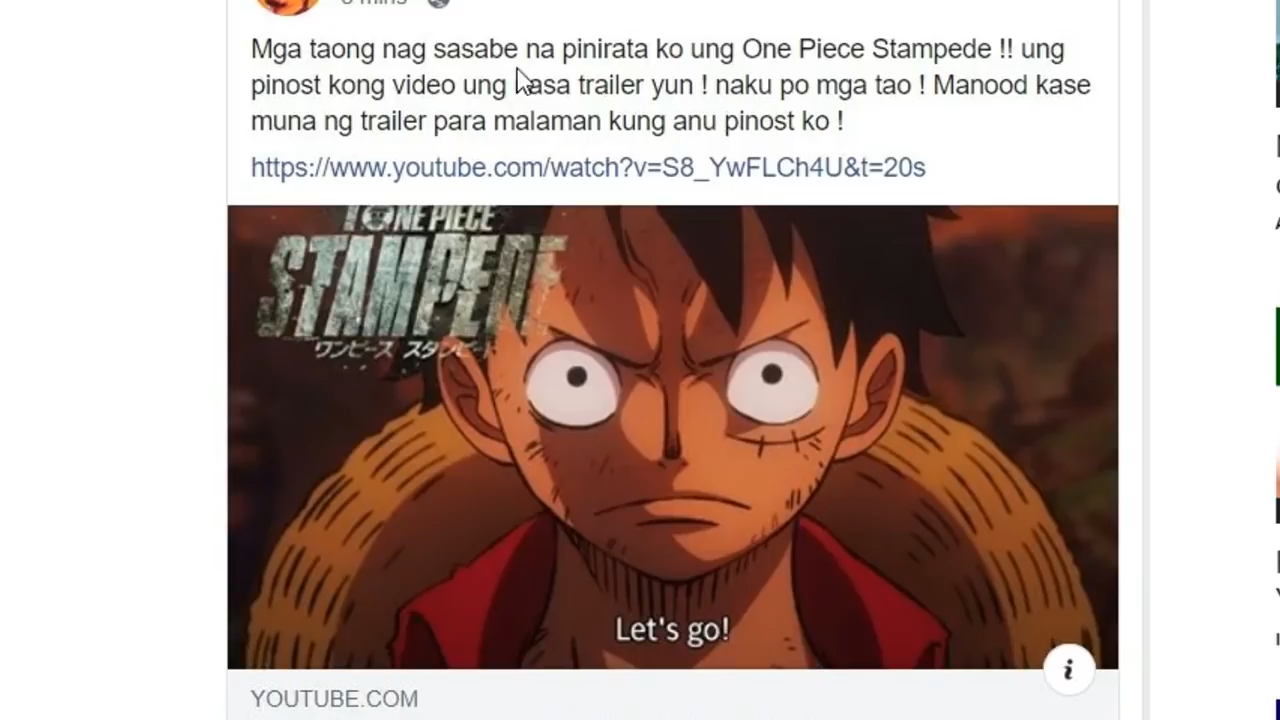 Mga taong nag sasabe na pinirata ko ung One Piece Stampede !! ung
pinost kong video ung nasa trailer yun ! naku po mga tao ! Manood kase
muna ng trailer para malaman kung anu pinost ko !
https://www.youtube.com/watch?v=S8_YwFLCh4U&t=20s
ONE PIECE
STAMPEDE
ワンピース スタンピード
Let's go!
i
YOUTUBE.COM